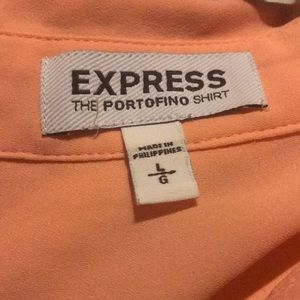 EXPRESS
THE PORTOFINO SHIRT
MADE IN
PHILIPPINES
L
G